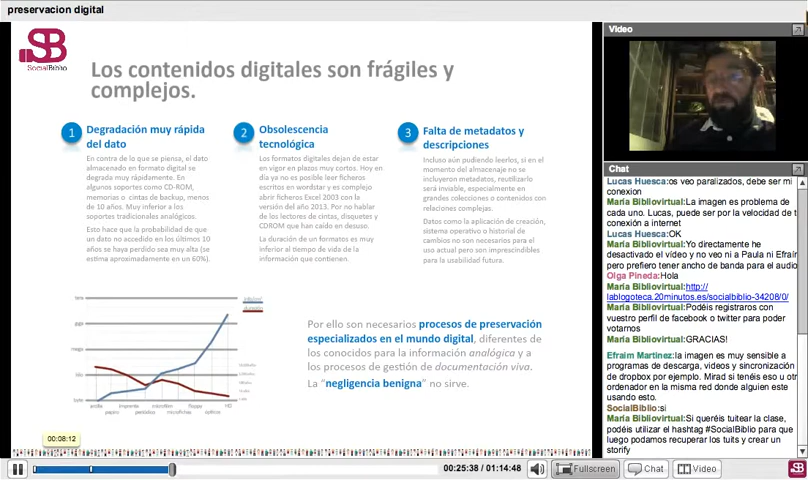 preservacion digital
SB
SocialBiblio
Los contenidos digitales son frágiles y
complejos.
1
Degradación muy rápida
del dato
En contra de lo que se piensa, el dato
almacenado en formato digital se
degrada muy rápidamente. En
algunos soportes como CD-ROM,
memorias o cintas de backup, menos
de 10 años. Muy inferior a los
soportes tradicionales analógicos.
Esto hace que la probabilidad de que
un dato no accedido en los últimos 10
años se haya perdido sea muy alta (se
estima aproximadamente en un 60%).
2
Obsolescencia
tecnológica
Los formatos digitales dejan de estar
en vigor en plazos muy cortos. Hoy en
día ya no es posible leer ficheros
escritos en wordstar y es complejo
abrir ficheros Excel 2003 con la
versión del año 2013. Por no hablar
de los lectores de cintas, disquetes y
CDROM que han caído en desuso.
La duración de un formatos es muy
inferior al tiempo de vida de la
información que contienen.
3
Falta de metadatos y
descripciones
Incluso aún pudiendo leerlos, si en el
momento del almacenaje no se
incluyeron metadatos, reutilizarlo
será inviable, especialmente en
grandes colecciones o contenidos con
relaciones complejas.
Datos como la aplicación de creación,
sistema operativo o historial de
cambios no son necesarios para el
uso actual pero son imprescindibles
para la usabilidad futura.
papiro
imprenta
periódico
microfilm
microfichas
floppy
HD
Por ello son necesarios procesos de preservación
especializados en el mundo digital, diferentes de
los conocidos para la información analógica y a
los procesos de gestión de documentación viva.
La “negligencia benigna” no sirve.
00:08:12
00:25:38 / 01:14:48
Fullscreen
Chat
Video
Video
Chat
Lucas Huesca:os veo paralizados, debe ser mi
conexion
Maria Bibliovirtual:La imagen es problema de
cada uno. Lucas, puede ser por la velocidad de t
conexión a internet
Lucas Huesca:OK
Maria Bibliovirtual:Yo directamente he
desactivado el vídeo y no veo ni a Paula ni Efraín
pero prefiero tener ancho de banda para el audio
Olga Pineda:Hola
Maria Bibliovirtual:http://
lablogoteca.20minutos.es/socialbiblio-34208/0/
Maria Bibliovirtual:Podéis registraros con
vuestro perfil de facebook o twitter para poder
votarnos
Maria Bibliovirtual:GRACIAS!
Efraim Martinez:la imagen es muy sensible a
programas de descarga, videos y sincronización
de dropbox por ejemplo. Mirad si tenéis eso u otr
ordenador en la misma red donde alguien este
usando esto.
SocialBiblio:si
Maria Bibliovirtual:Si queréis tuitear la clase,
podéis utilizar el hashtag #SocialBiblio para que
luego podamos recuperar los tuits y crear un
storify